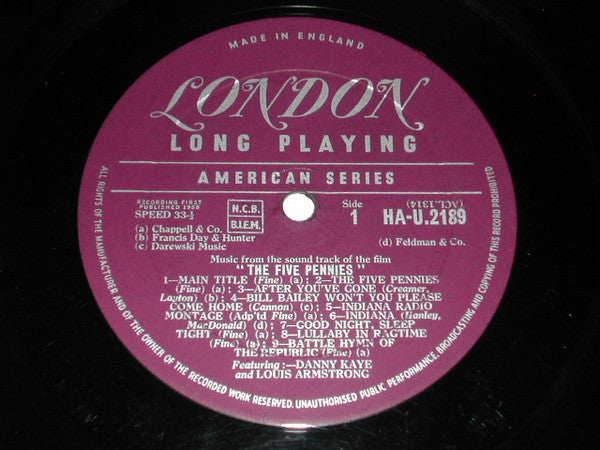 MADE IN ENGLAND
LONDON
LONG PLAYING
AMERICAN SERIES
RECORDING FIRST
PUBLISHED 1959
SPEED 33-⅓
N.C.B.
B.I.E.M.
Side
1
(ACL.1314)
HA-U.2189
(a) Chappell & Co.
(b) Francis Day & Hunter
(c) Darewski Music
(d) Feldman & Co.
Music from the sound track of the film
"THE FIVE PENNIES"
1—MAIN TITLE (Fine) (a); 2—THE FIVE PENNIES
(Fine) (a); 3—AFTER YOU'VE GONE (Creamer,
Layton) (b); 4—BILL BAILEY WON'T YOU PLEASE
COME HOME (Cannon) (c); 5—INDIANA RADIO
MONTAGE (Adp'td Fine) (a); 6—INDIANA (Hanley,
MacDonald) (d); 7—GOOD NIGHT, SLEEP
TIGHT (Fine) (a); 8—LULLABY IN RAGTIME
(Fine) (a); 9—BATTLE HYMN OF
THE REPUBLIC (Fine) (a)
Featuring:—DANNY KAYE
and LOUIS ARMSTRONG
ALL RIGHTS OF THE MANUFACTURER AND OF THE OWNER OF THE RECORDED WORK RESERVED. UNAUTHORISED PUBLIC PERFORMANCE, BROADCASTING AND COPYING OF THIS RECORD PROHIBITED